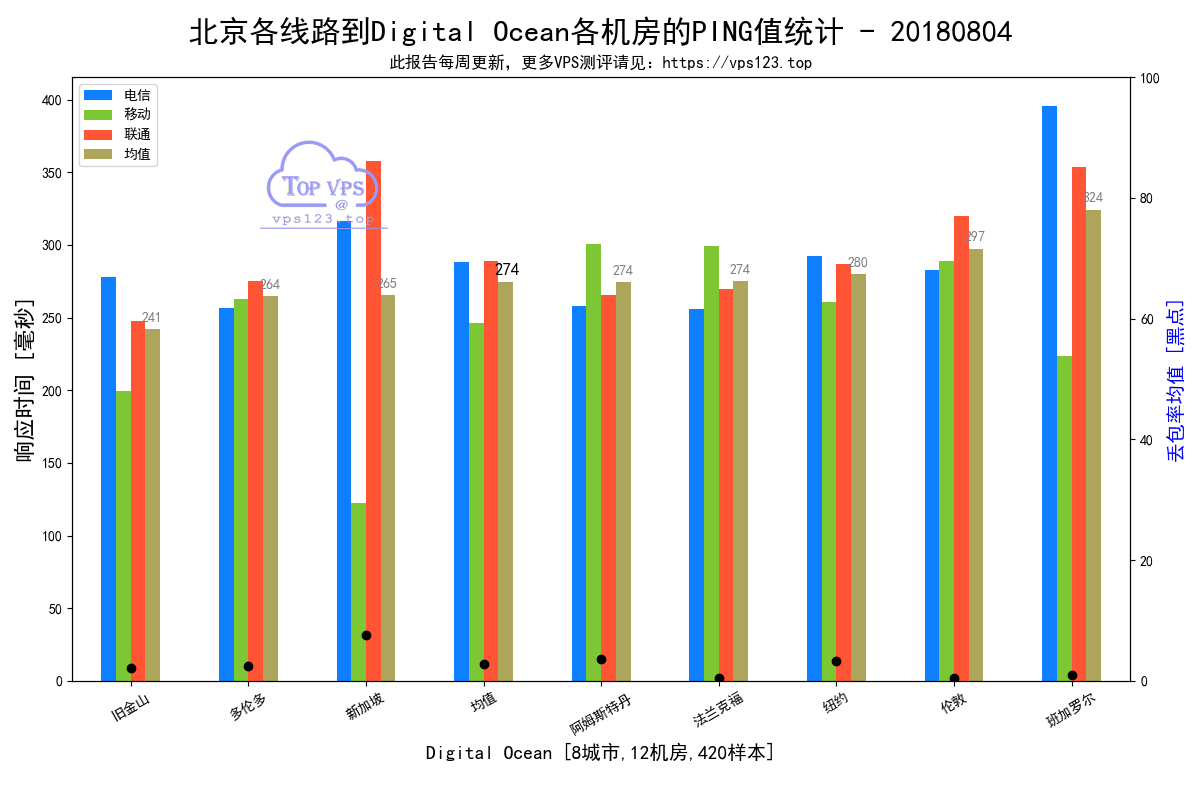 北京各线路到Digital Ocean各机房的PING值统计 - 20180804
此报告每周更新，更多VPS测评请见：https://vps123.top
电信
移动
联通
均值
TOP VPS
@
vps123.top
响应时间 [毫秒]
400
350
300
250
200
150
100
50
0
241
264
265
274
274
274
280
297
324
100
80
60
40
20
0
丢包率均值 [黑点]
旧金山
多伦多
新加坡
均值
阿姆斯特丹
法兰克福
纽约
伦敦
班加罗尔
Digital Ocean [8城市,12机房,420样本]